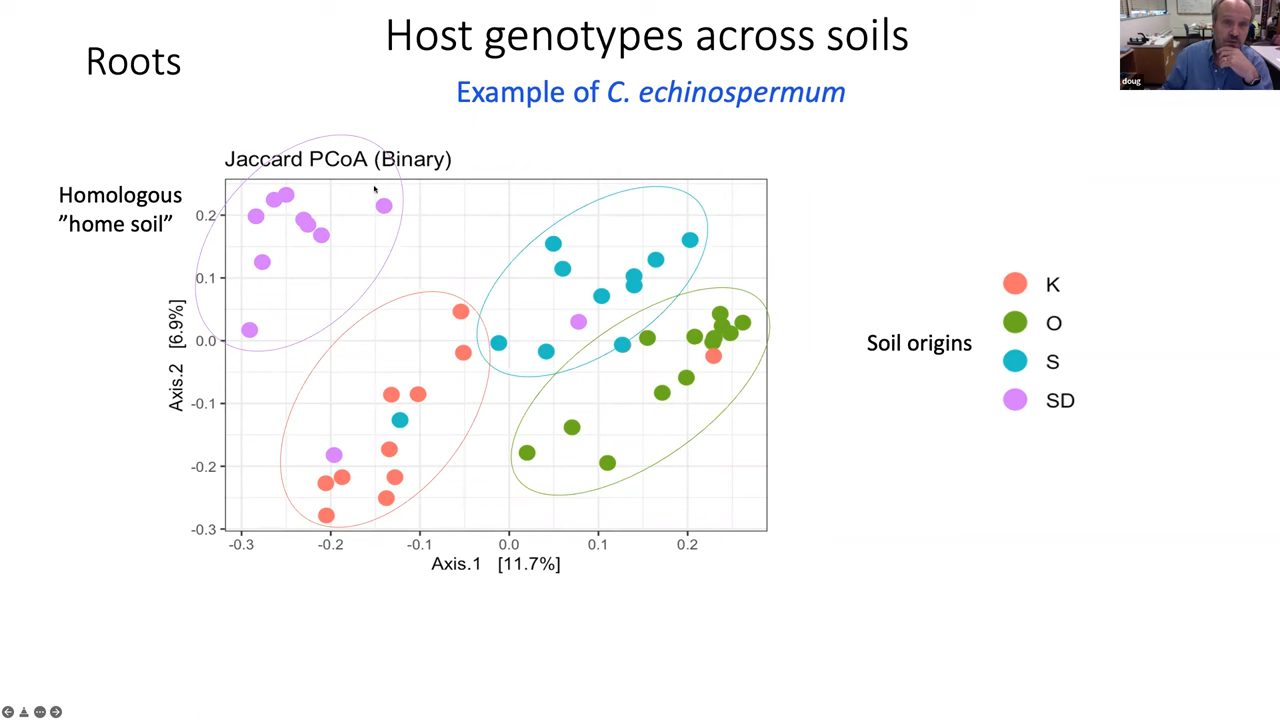 Host genotypes across soils
Roots
Example of C. echinospermum
doug
Jaccard PCoA (Binary)
Homologous
”home soil”
0.2
0.1
0.0
-0.1
-0.2
-0.3
Axis.2 [6.9%]
-0.3 -0.2 -0.1 0.0 0.1 0.2
Axis.1 [11.7%]
Soil origins
K
O
S
SD